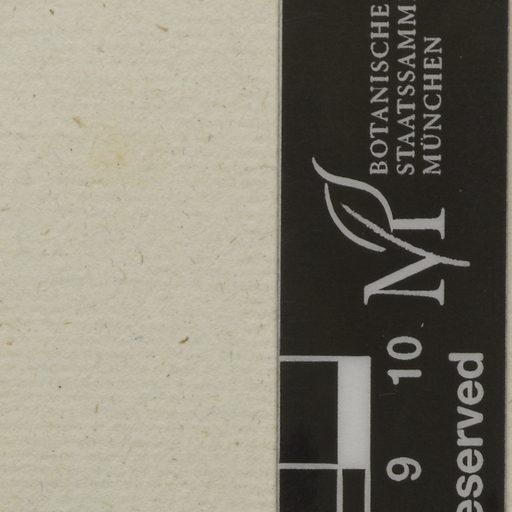 BOTANISCHE
STAATSSAMM
MÜNCHEN
M
9 10
eserved